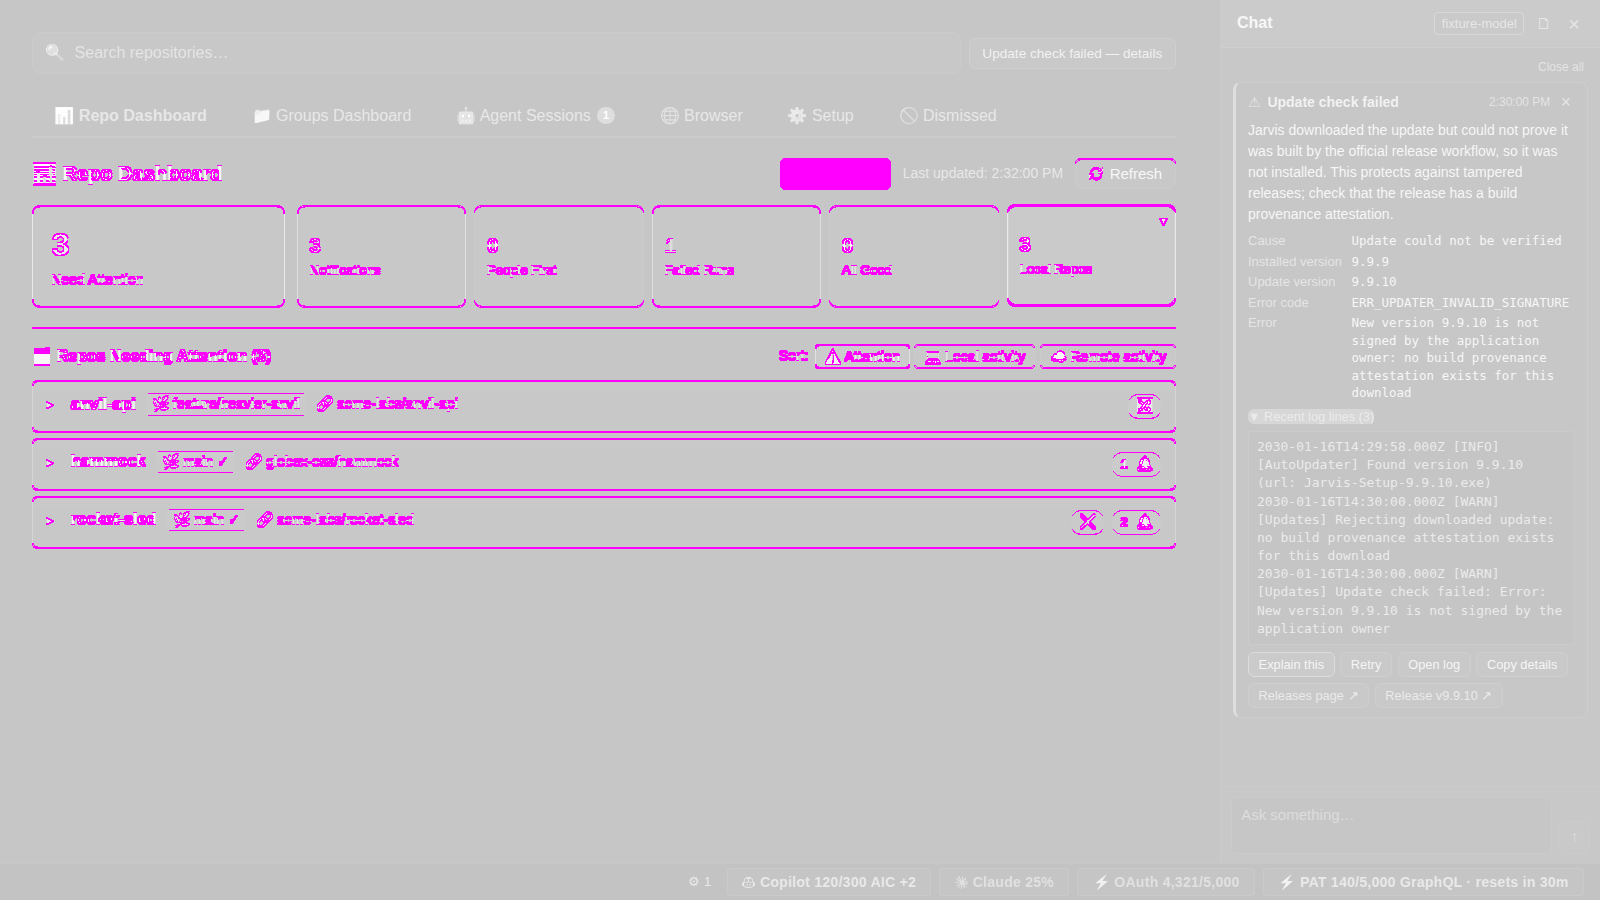 Search repositories…
Update check failed — details
Repo Dashboard
Groups Dashboard
Agent Sessions 1
Browser
Setup
Dismissed
Repo Dashboard
Last updated: 2:32:00 PM
Refresh
3
Need Attention
Notifications
People First
1
Failed Runs
0
All Good
3
Local Repos
Repos Needing Attention (3)
Sort:
Attention
Local activity
Remote activity
> anvil-api
> hammock
main ✓
> rocket-sled
main ✓
1
2
Chat
fixture-model
Close all
Update check failed
2:30:00 PM
Jarvis downloaded the update but could not prove it
was built by the official release workflow, so it was
not installed. This protects against tampered
releases; check that the release has a build
provenance attestation.
Cause Update could not be verified
Installed version 9.9.9
Update version 9.9.10
Error code ERR_UPDATER_INVALID_SIGNATURE
Error New version 9.9.10 is not
signed by the application
owner: no build provenance
attestation exists for this
download
▼ Recent log lines (3)
2030-01-16T14:29:58.000Z [INFO]
[AutoUpdater] Found version 9.9.10
(url: Jarvis-Setup-9.9.10.exe)
2030-01-16T14:30:00.000Z [WARN]
[Updates] Rejecting downloaded update:
no build provenance attestation exists
for this download
2030-01-16T14:30:00.000Z [WARN]
[Updates] Update check failed: Error:
New version 9.9.10 is not signed by the
application owner
Explain this
Retry
Open log
Copy details
Releases page ↗
Release v9.9.10 ↗
Ask something…
↑
1
Copilot 120/300 AIC +2
Claude 25%
OAuth 4,321/5,000
PAT 140/5,000 GraphQL · resets in 30m